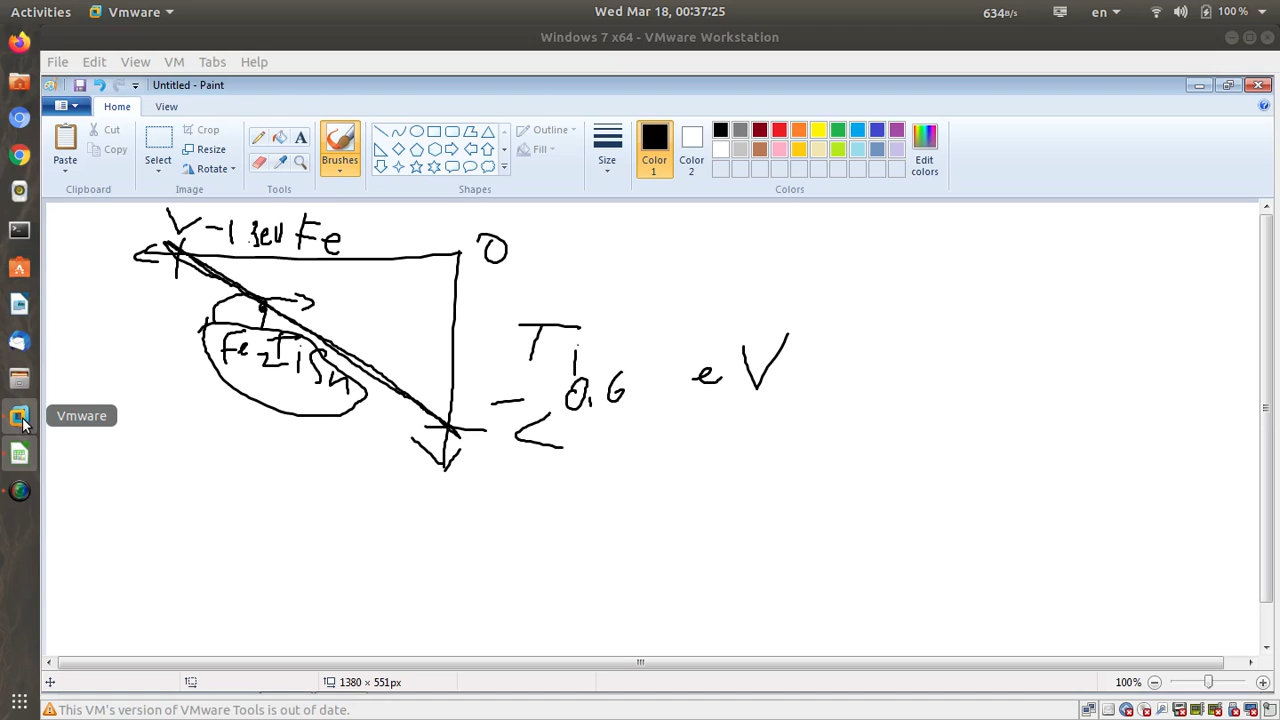 Activities Vmware Wed Mar 18, 00:37:25 634B/s en 100 %
Windows 7 x64 - VMware Workstation
File Edit View VM Tabs Help
Untitled - Paint
Home View
Paste Cut Copy Select Crop Resize Rotate A Brushes Outline Fill Size Color 1 Color 2 Edit colors
Clipboard Image Tools Shapes Colors
-1 Fe 0
Ti
Fe2TiSn
- 0.6 eV
Vmware
1380 × 551px 100%
This VM's version of VMware Tools is out of date.